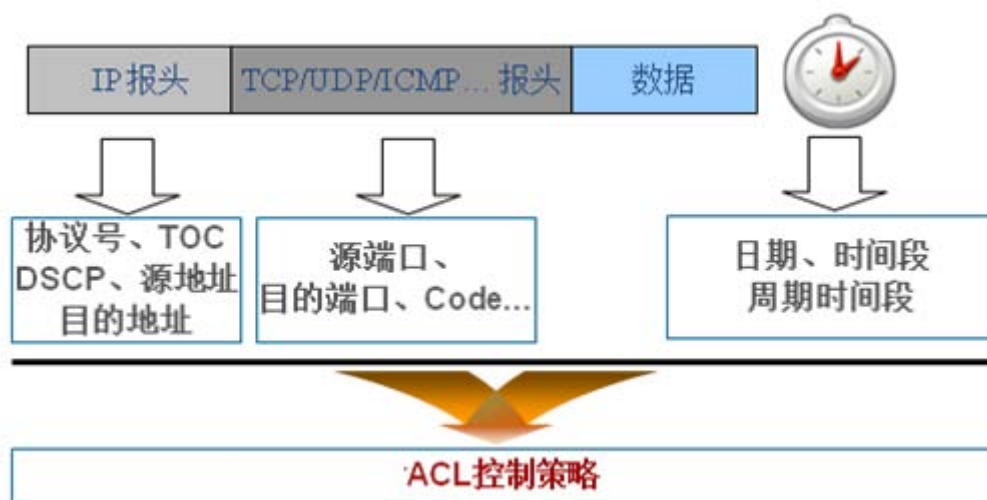 IP报头
TCP/UDP/ICMP... 报头
数据
协议号、TOC
DSCP、源地址
目的地址
源端口、
目的端口、Code...
日期、时间段
周期时间段
ACL控制策略